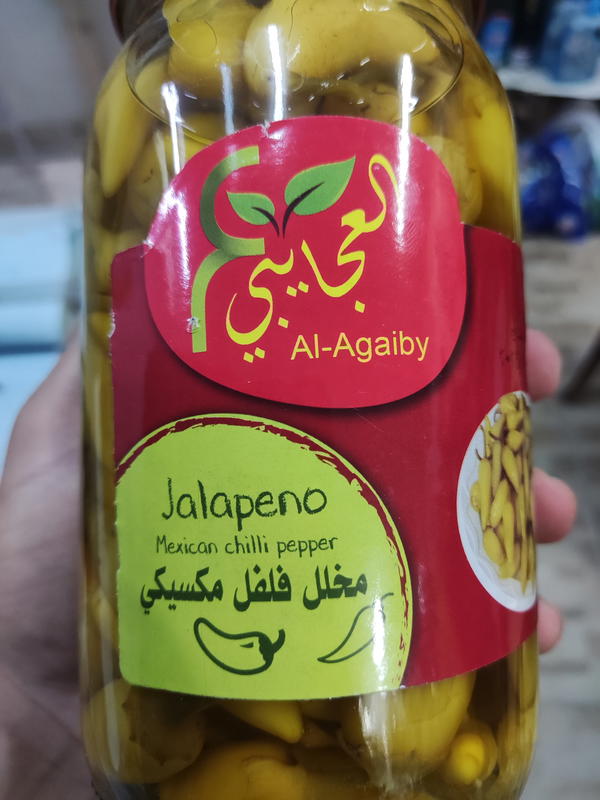 العجايبي
Al-Agaiby
Jalapeno
Mexican chilli pepper
مخلل فلفل مكسيكي